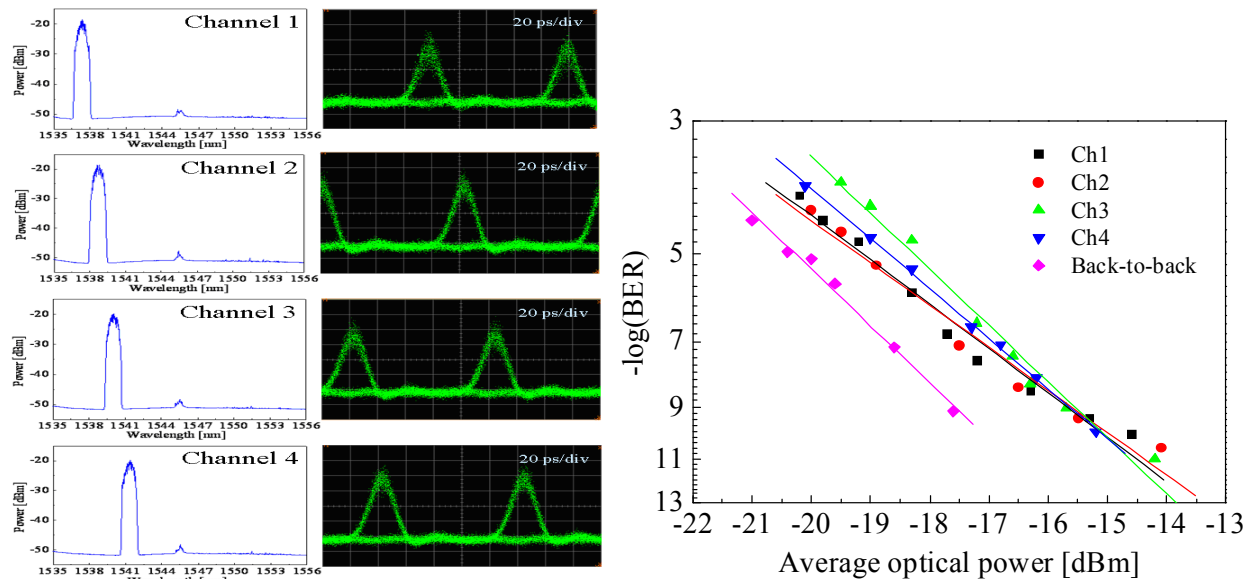 Channel 1
-20
-30
-40
-50
Power [dBm]
1535 1538 1541 1544 1547 1550 1553 1556
Wavelength [nm]
20 ps/div
Channel 2
-20
-30
-40
-50
Power [dBm]
1535 1538 1541 1544 1547 1550 1553 1556
Wavelength [nm]
20 ps/div
Channel 3
-20
-30
-40
-50
Power [dBm]
1535 1538 1541 1544 1547 1550 1553 1556
Wavelength [nm]
20 ps/div
Channel 4
-20
-30
-40
-50
Power [dBm]
1535 1538 1541 1544 1547 1550 1553 1556
Wavelength [nm]
20 ps/div
3
5
7
9
11
13
-log(BER)
Ch1
Ch2
Ch3
Ch4
Back-to-back
-22 -21 -20 -19 -18 -17 -16 -15 -14 -13
Average optical power [dBm]